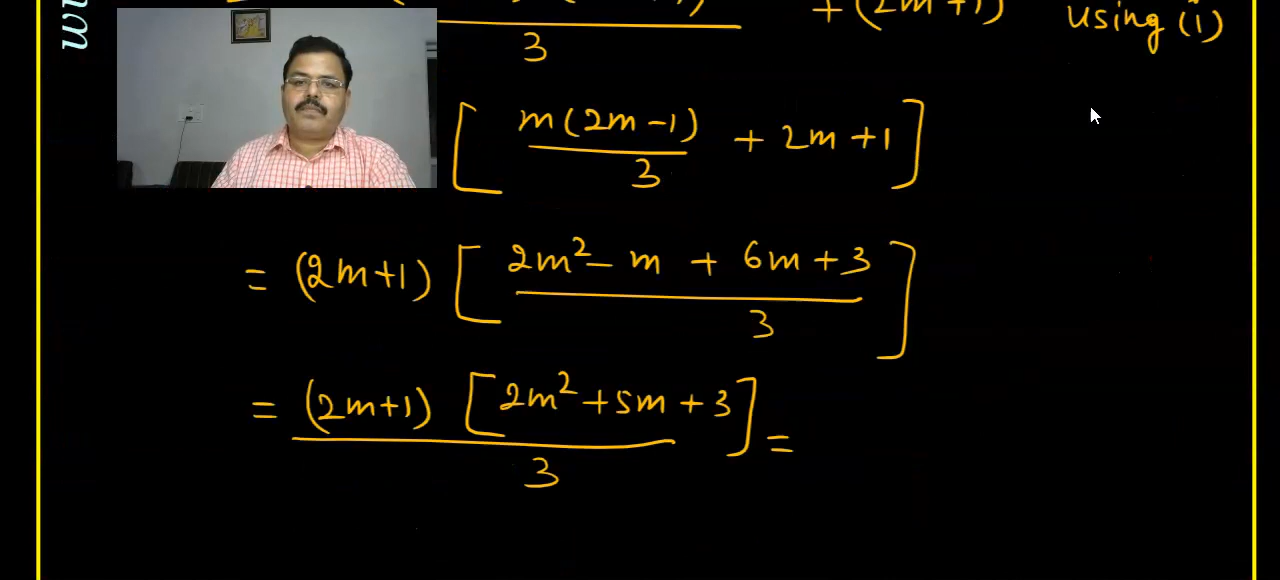 3 + (2m+1) using (i)
[ m(2m-1)/3 + 2m+1 ]
= (2m+1) [ 2m² - m + 6m+3 / 3 ]
= (2m+1) [ 2m² + 5m + 3 ] / 3 =